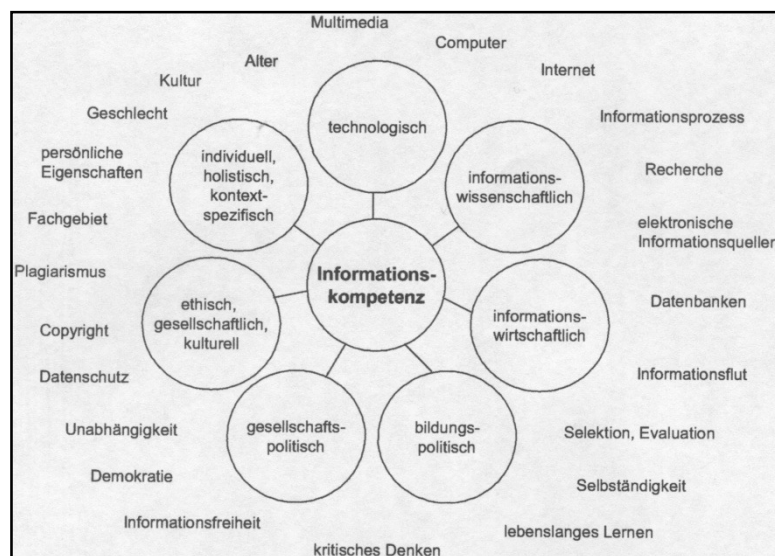 Multimedia
Computer
Internet
Alter
Kultur
Geschlecht
persönliche
Eigenschaften
Fachgebiet
Plagiarismus
Copyright
Datenschutz
Unabhängigkeit
Demokratie
Informationsfreiheit
kritisches Denken
lebenslanges Lernen
Selbständigkeit
Selektion, Evaluation
Informationsflut
Datenbanken
elektronische
Informationsqueller
Recherche
Informationsprozess
technologisch
informations-
wissenschaftlich
informations-
wirtschaftlich
bildungs-
politisch
gesellschafts-
politisch
ethisch,
gesellschaftlich,
kulturell
individuell,
holistisch,
kontext-
spezifisch
Informations-
kompetenz